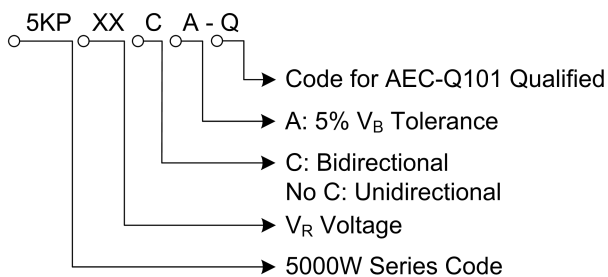 5KP XX C A - Q
Code for AEC-Q101 Qualified
A: 5% VB Tolerance
C: Bidirectional
No C: Unidirectional
VR Voltage
5000W Series Code